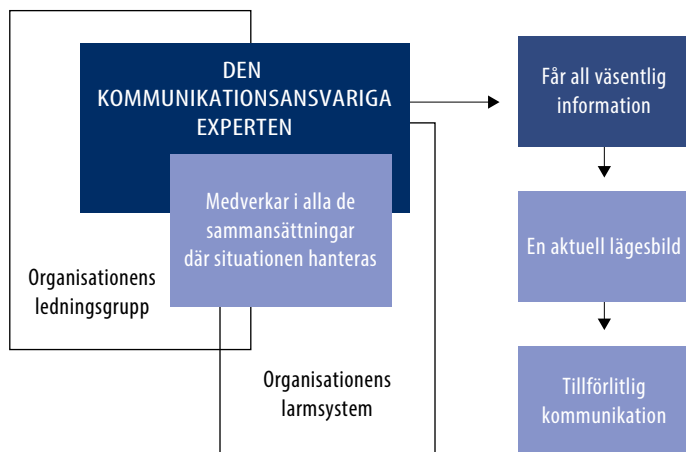 DEN
KOMMUNIKATIONSANSVARIGA
EXPERTEN
Medverkar i alla de
sammansättningar
där situationen hanteras
Organisationens
ledningsgrupp
Organisationens
larmsystem
Får all väsentlig
information
En aktuell lägesbild
Tillförlitlig
kommunikation